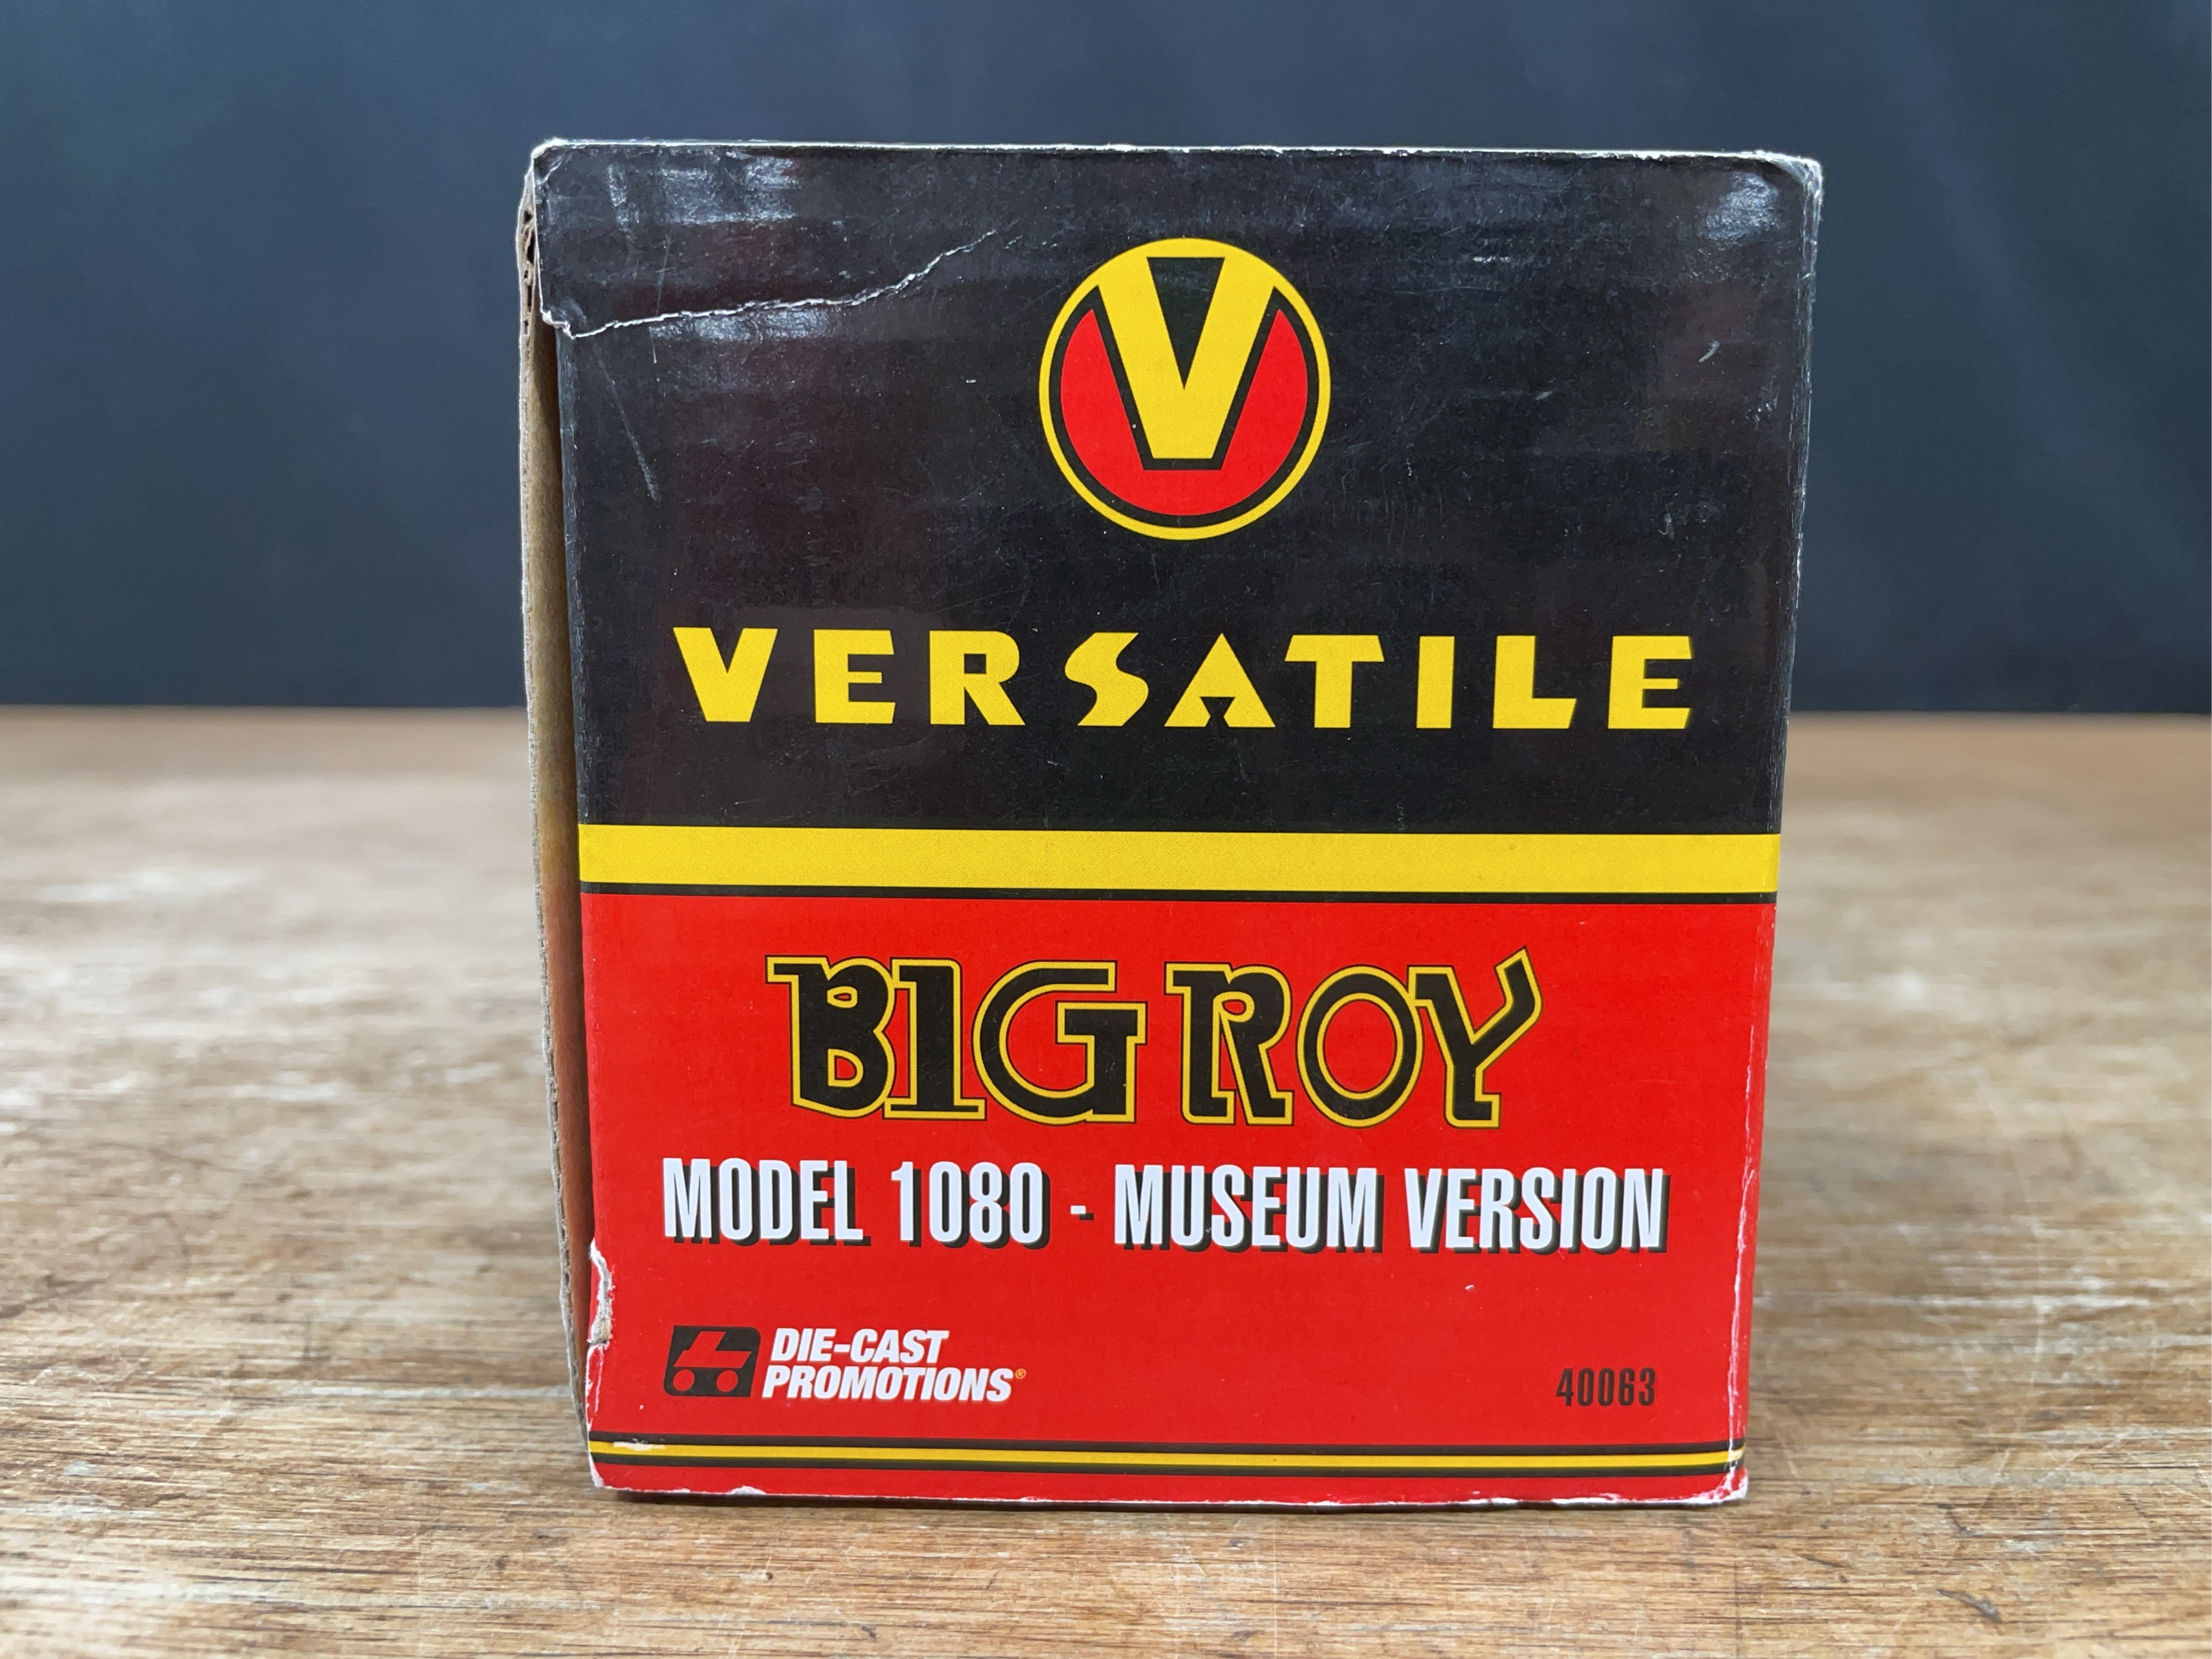 V
VERSATILE
BIG ROY
MODEL 1080 - MUSEUM VERSION
DIE-CAST
PROMOTIONS®
40063